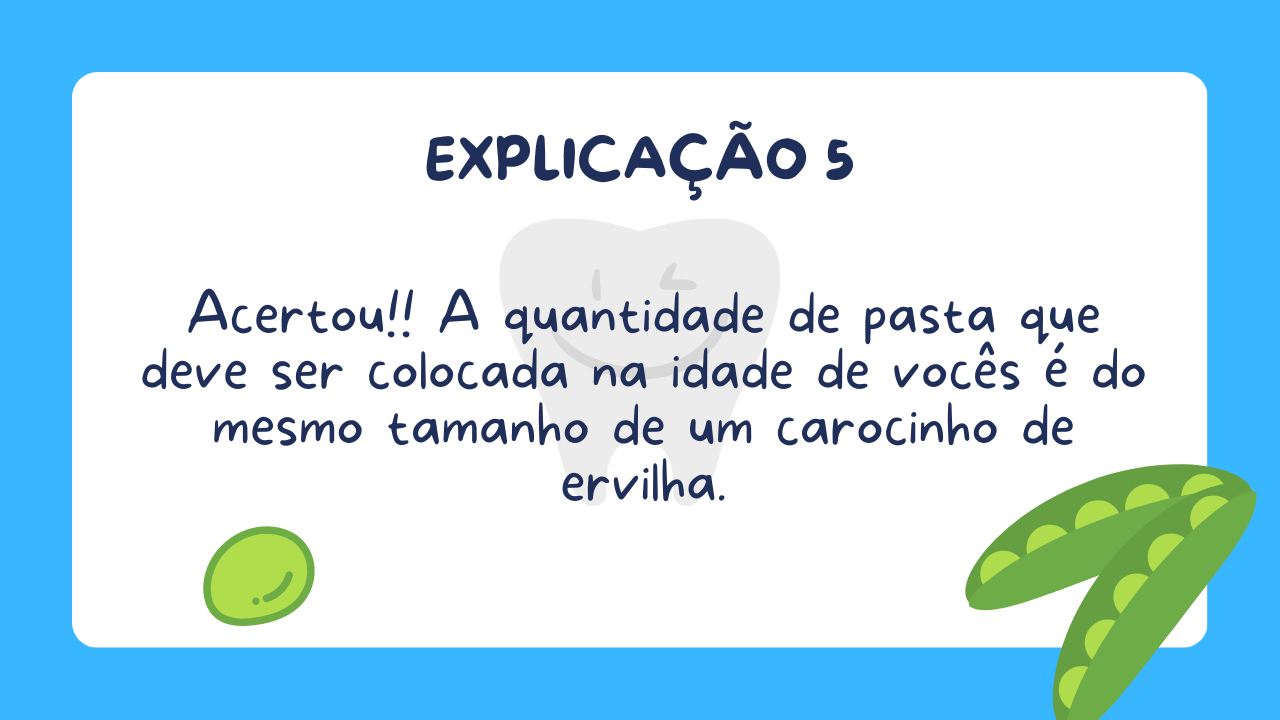 EXPLICAÇÃO 5
Acertou!! A quantidade de pasta que
deve ser colocada na idade de vocês é do
mesmo tamanho de um carocinho de
ervilha.